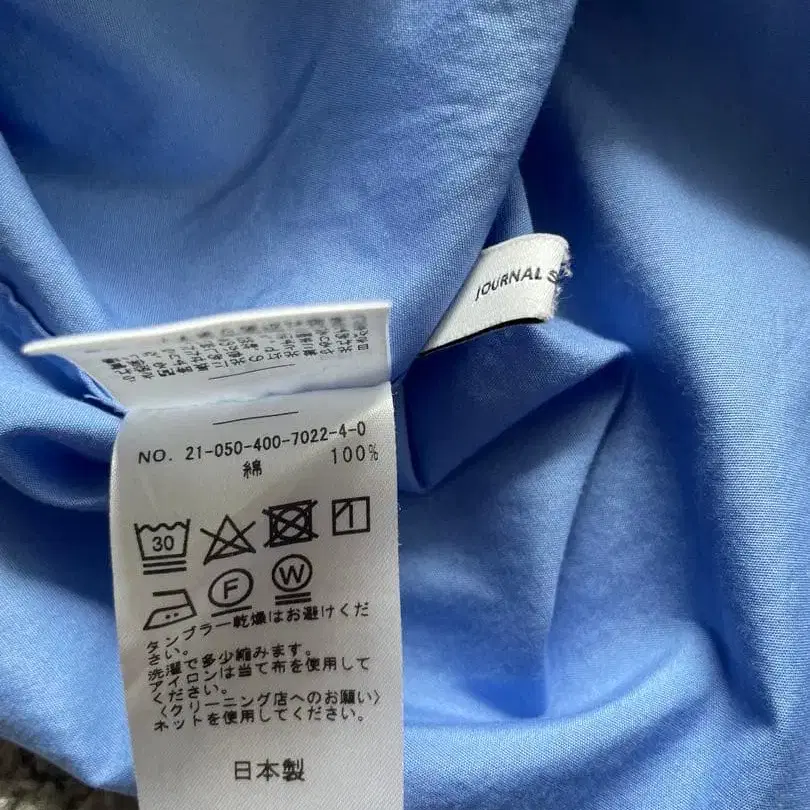 JOURNAL S
NO. 21-050-400-7022-4-0
綿 100%
30
F W
タンブラー乾燥はお避けくだ
さい。
洗濯で多少縮みます。
アイロンは当て布を使用して
ください。
〈クリーニング店へのお願い〉
ネットを使用してください。
日本製